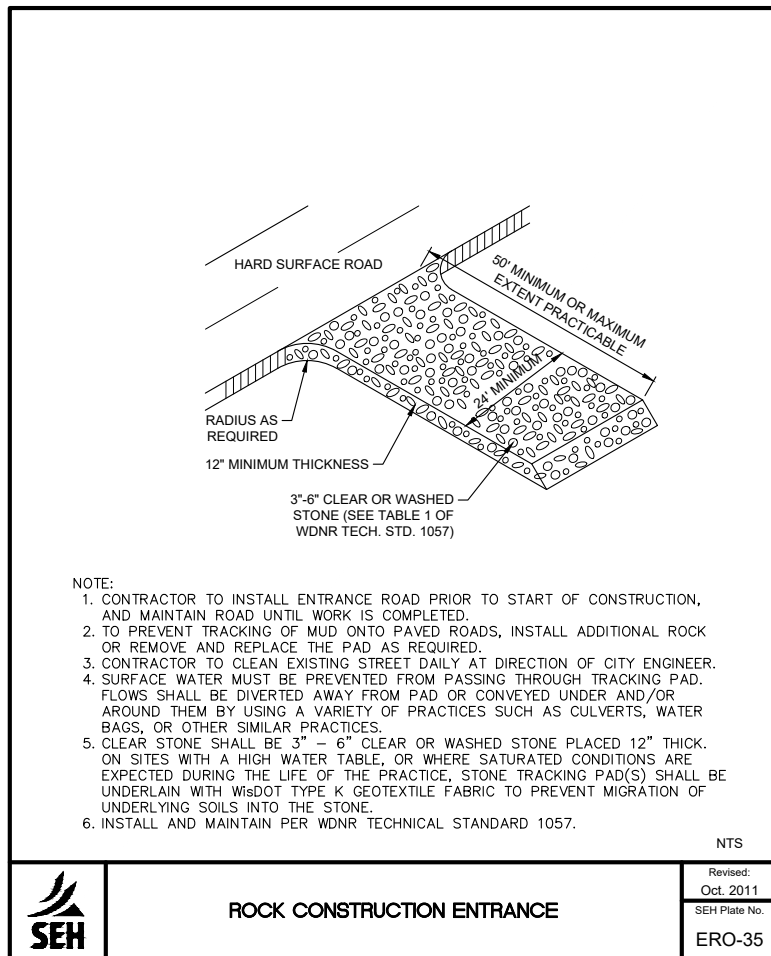 HARD SURFACE ROAD
50' MINIMUM OR MAXIMUM
EXTENT PRACTICABLE
24' MINIMUM
RADIUS AS
REQUIRED
12" MINIMUM THICKNESS
3"-6" CLEAR OR WASHED
STONE (SEE TABLE 1 OF
WDNR TECH. STD. 1057)
NOTE:
1. CONTRACTOR TO INSTALL ENTRANCE ROAD PRIOR TO START OF CONSTRUCTION,
AND MAINTAIN ROAD UNTIL WORK IS COMPLETED.
2. TO PREVENT TRACKING OF MUD ONTO PAVED ROADS, INSTALL ADDITIONAL ROCK
OR REMOVE AND REPLACE THE PAD AS REQUIRED.
3. CONTRACTOR TO CLEAN EXISTING STREET DAILY AT DIRECTION OF CITY ENGINEER.
4. SURFACE WATER MUST BE PREVENTED FROM PASSING THROUGH TRACKING PAD.
FLOWS SHALL BE DIVERTED AWAY FROM PAD OR CONVEYED UNDER AND/OR
AROUND THEM BY USING A VARIETY OF PRACTICES SUCH AS CULVERTS, WATER
BAGS, OR OTHER SIMILAR PRACTICES.
5. CLEAR STONE SHALL BE 3" – 6" CLEAR OR WASHED STONE PLACED 12" THICK.
ON SITES WITH A HIGH WATER TABLE, OR WHERE SATURATED CONDITIONS ARE
EXPECTED DURING THE LIFE OF THE PRACTICE, STONE TRACKING PAD(S) SHALL BE
UNDERLAIN WITH WisDOT TYPE K GEOTEXTILE FABRIC TO PREVENT MIGRATION OF
UNDERLYING SOILS INTO THE STONE.
6. INSTALL AND MAINTAIN PER WDNR TECHNICAL STANDARD 1057.
NTS
SEH
ROCK CONSTRUCTION ENTRANCE
Revised:
Oct. 2011
SEH Plate No.
ERO-35